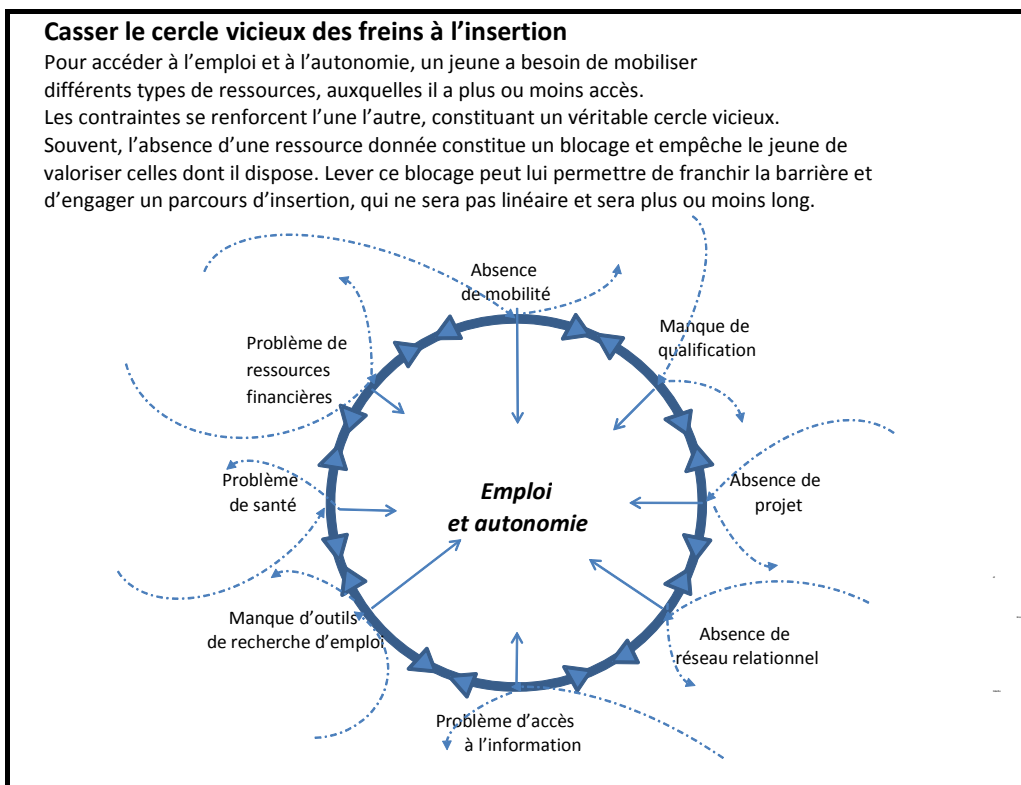 Casser le cercle vicieux des freins à l’insertion
Pour accéder à l’emploi et à l’autonomie, un jeune a besoin de mobiliser
différents types de ressources, auxquelles il a plus ou moins accès.
Les contraintes se renforcent l’une l’autre, constituant un véritable cercle vicieux.
Souvent, l’absence d’une ressource donnée constitue un blocage et empêche le jeune de
valoriser celles dont il dispose. Lever ce blocage peut lui permettre de franchir la barrière et
d’engager un parcours d’insertion, qui ne sera pas linéaire et sera plus ou moins long.
Absence
de mobilité
Manque de
qualification
Problème de
ressources
financières
Problème
de santé
Emploi
et autonomie
Absence de
projet
Manque d’outils
de recherche d’emploi
Absence de
réseau relationnel
Problème d’accès
à l’information